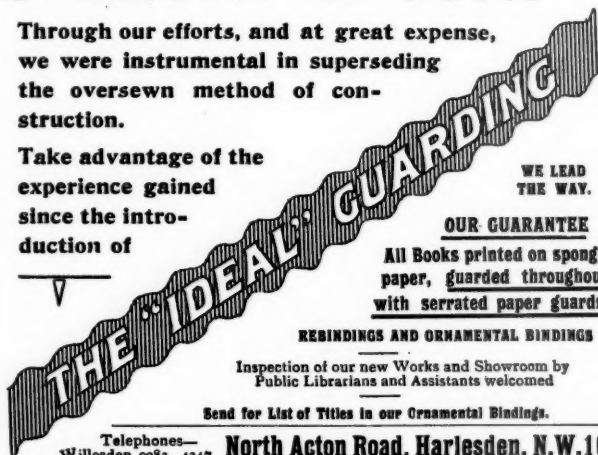 Through our efforts, and at great expense,
we were instrumental in superseding
the oversewn method of con-
struction.
Take advantage of the
experience gained
since the intro-
duction of
THE "IDEAL" GUARDING
WE LEAD
THE WAY.
OUR GUARANTEE
All Books printed on spong
paper, guarded throughou
with serrated paper guards
REBINDINGS AND ORNAMENTAL BINDINGS
Inspection of our new Works and Showroom by
Public Librarians and Assistants welcomed
Send for List of Titles in our Ornamental Bindings.
Telephones—
North Acton Road, Harlesden, N.W.10